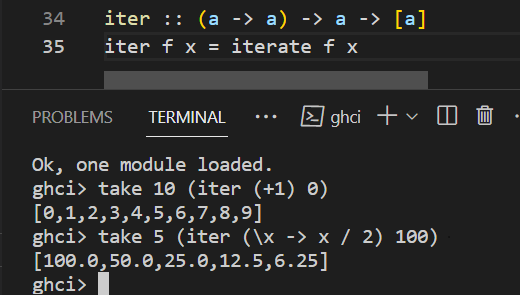 34 iter :: (a -> a) -> a -> [a]
35 iter f x = iterate f x
PROBLEMS TERMINAL ... ghci
Ok, one module loaded.
ghci> take 10 (iter (+1) 0)
[0,1,2,3,4,5,6,7,8,9]
ghci> take 5 (iter (\x -> x / 2) 100)
[100.0,50.0,25.0,12.5,6.25]
ghci>